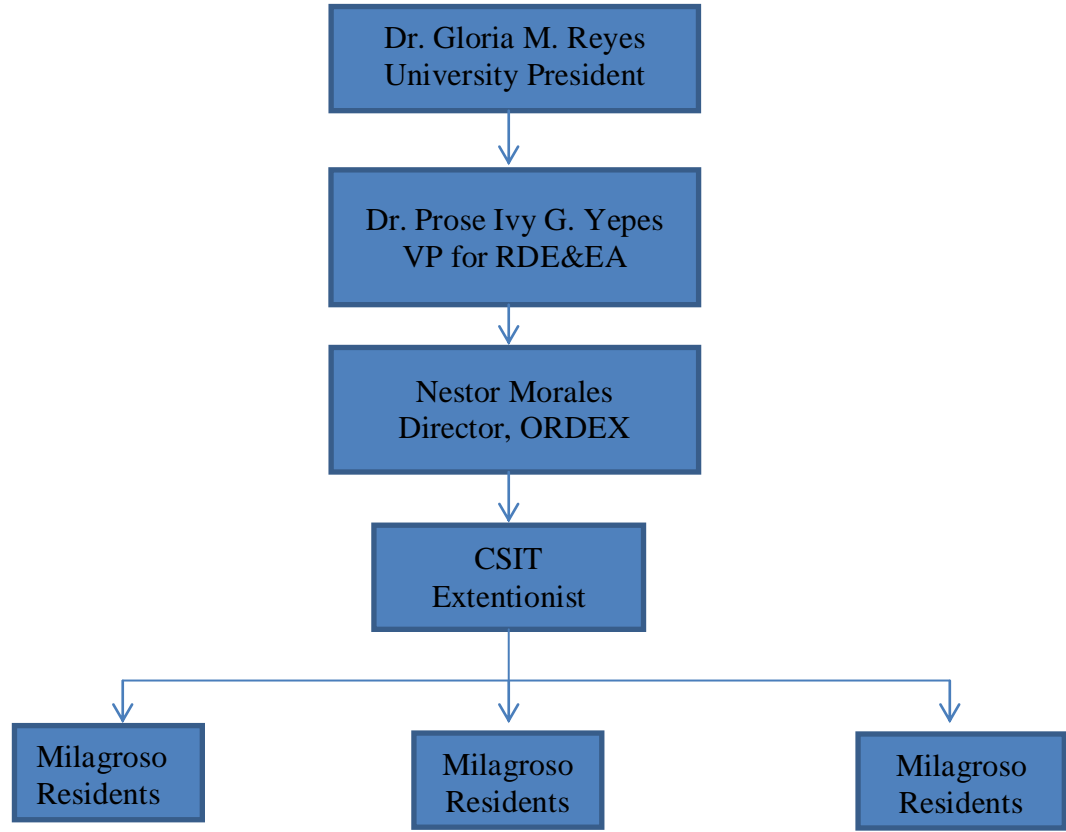 Dr. Gloria M. Reyes
University President
Dr. Prose Ivy G. Yepes
VP for RDE&EA
Nestor Morales
Director, ORDEX
CSIT
Extentionist
Milagroso
Residents
Milagroso
Residents
Milagroso
Residents